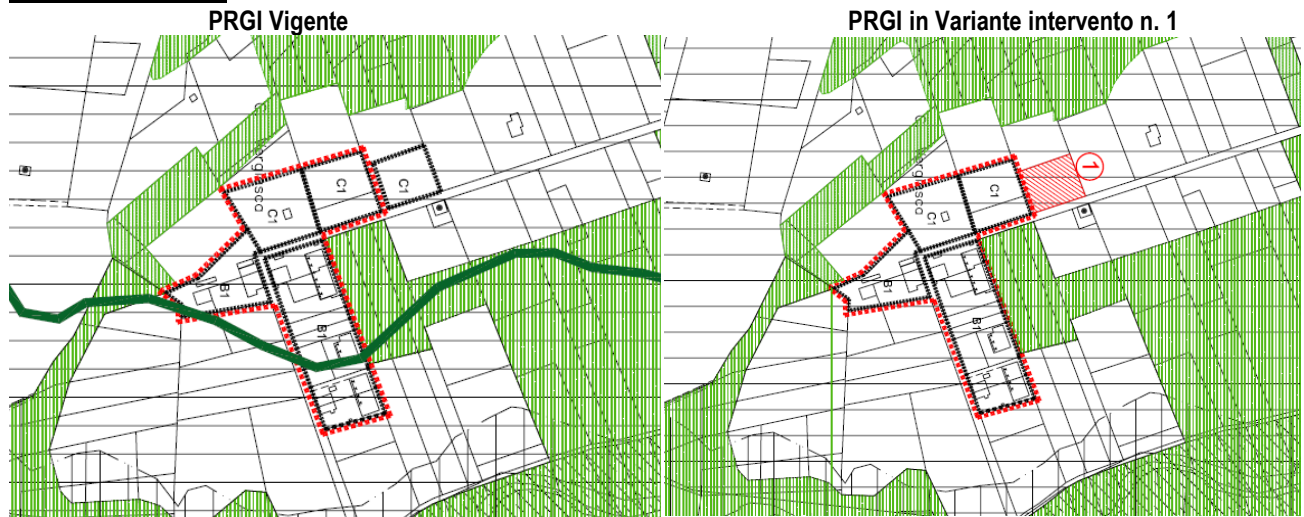 PRGI Vigente
PRGI in Variante intervento n. 1
C1
C1
C1
B1
B1
C1
C1
1
B1
B1